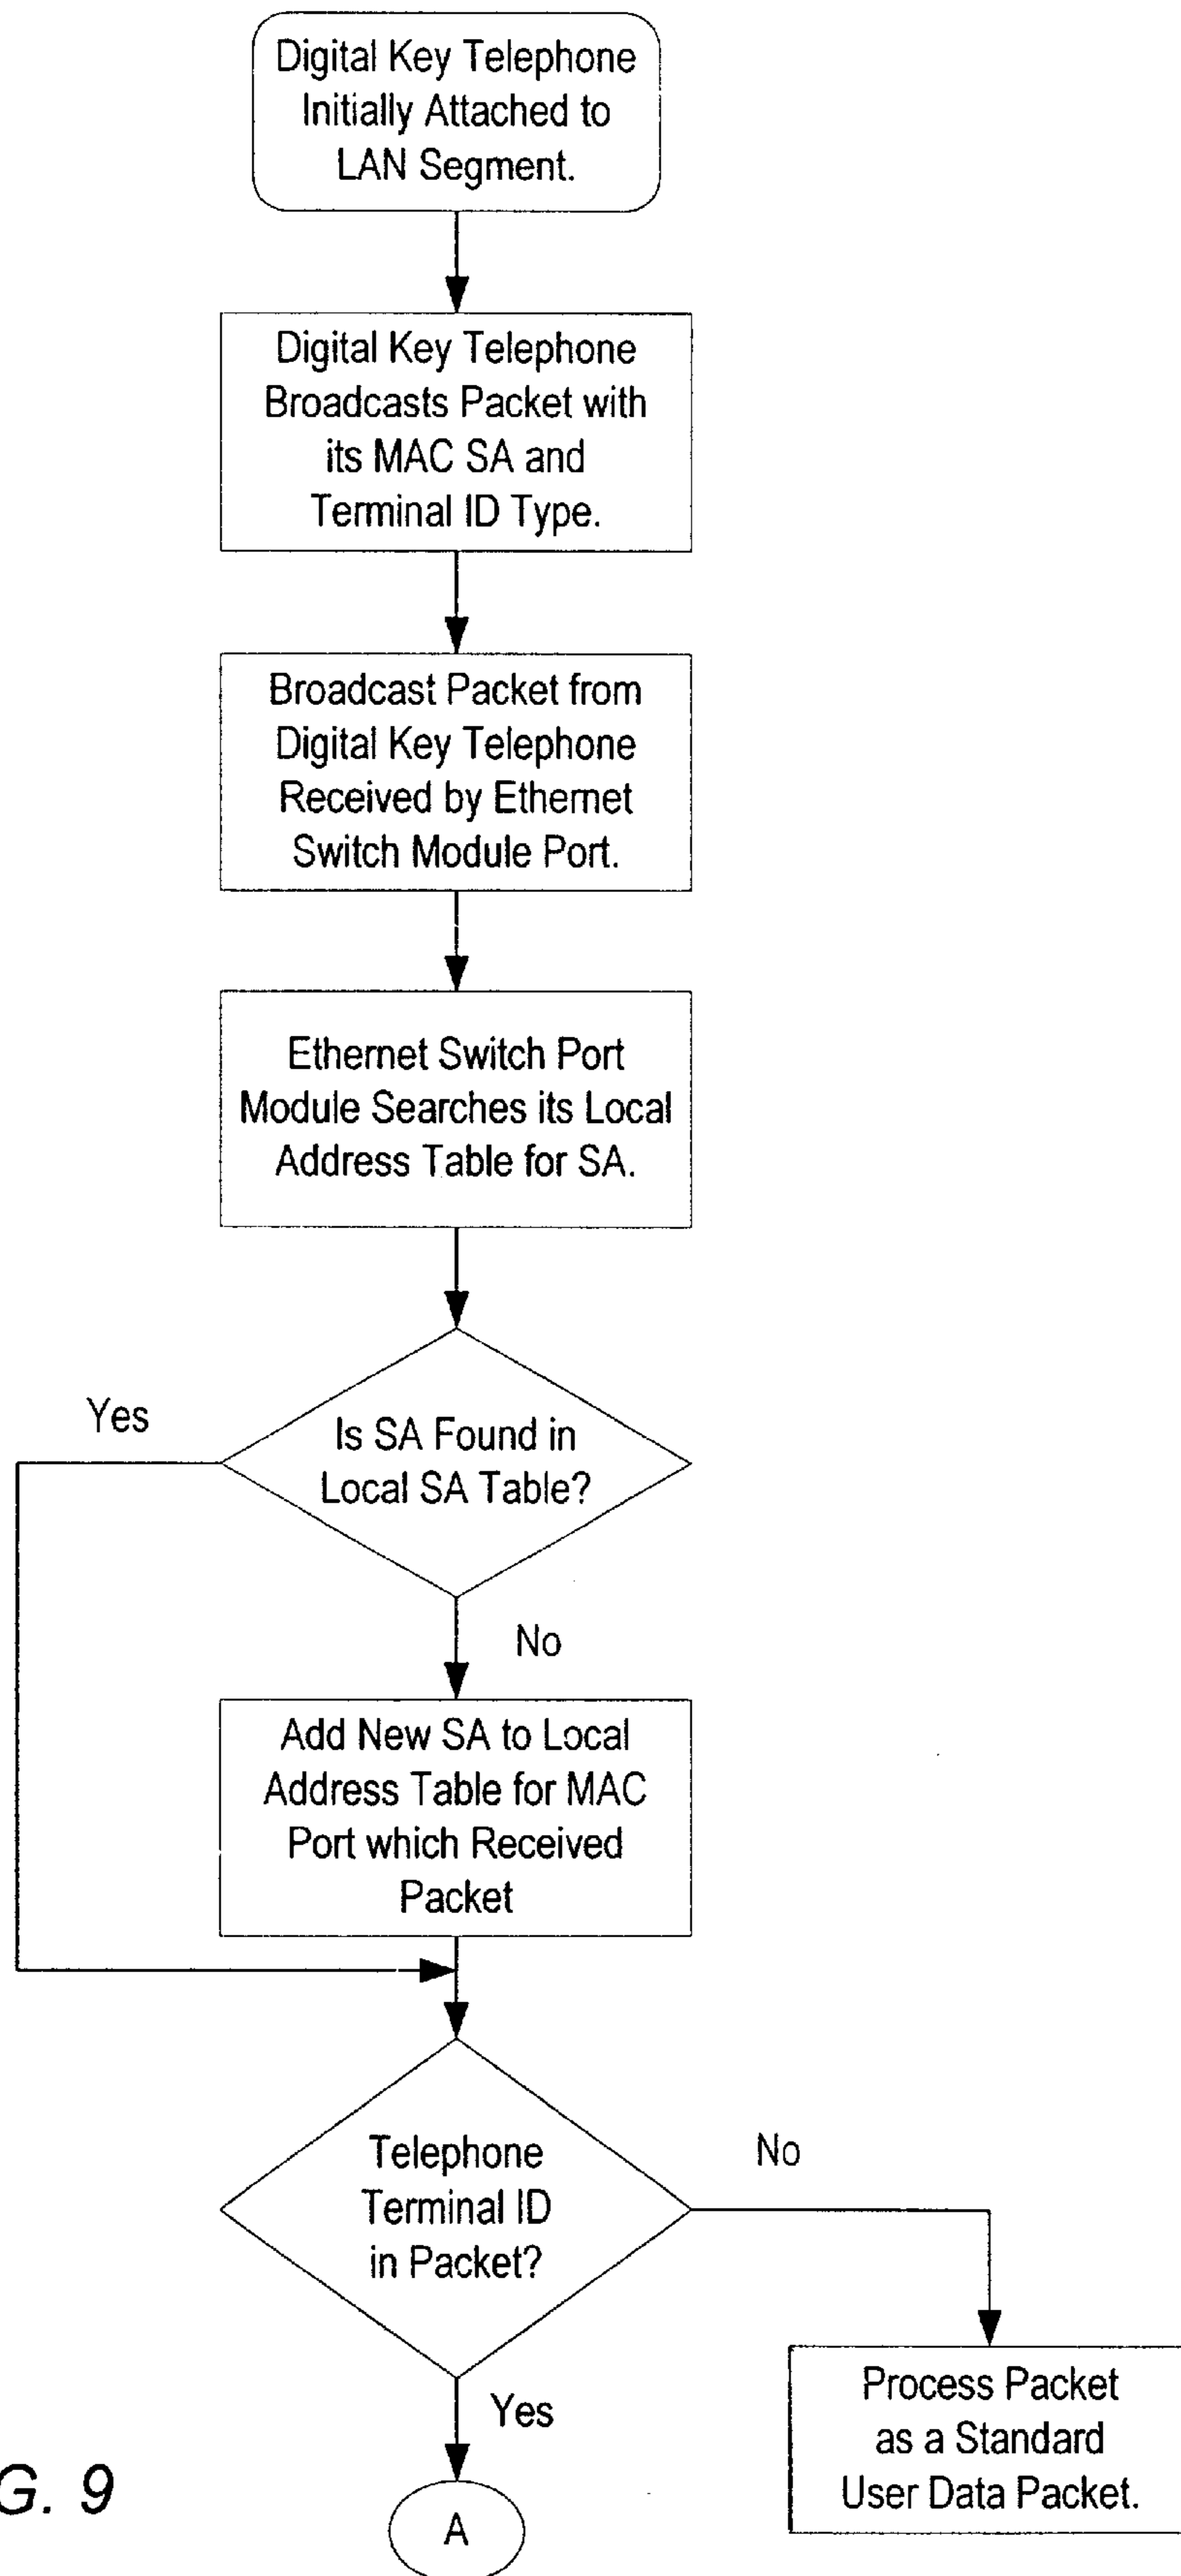 Digital Key Telephone
Initially Attached to
LAN Segment.
Digital Key Telephone
Broadcasts Packet with
its MAC SA and
Terminal ID Type.
Broadcast Packet from
Digital Key Telephone
Received by Ethernet
Switch Module Port.
Ethernet Switch Port
Module Searches its Local
Address Table for SA.
Yes
Is SA Found in
Local SA Table?
No
Add New SA to Local
Address Table for MAC
Port which Received
Packet
Telephone
Terminal ID
in Packet?
No
Yes
Process Packet
as a Standard
User Data Packet.
G. 9
A